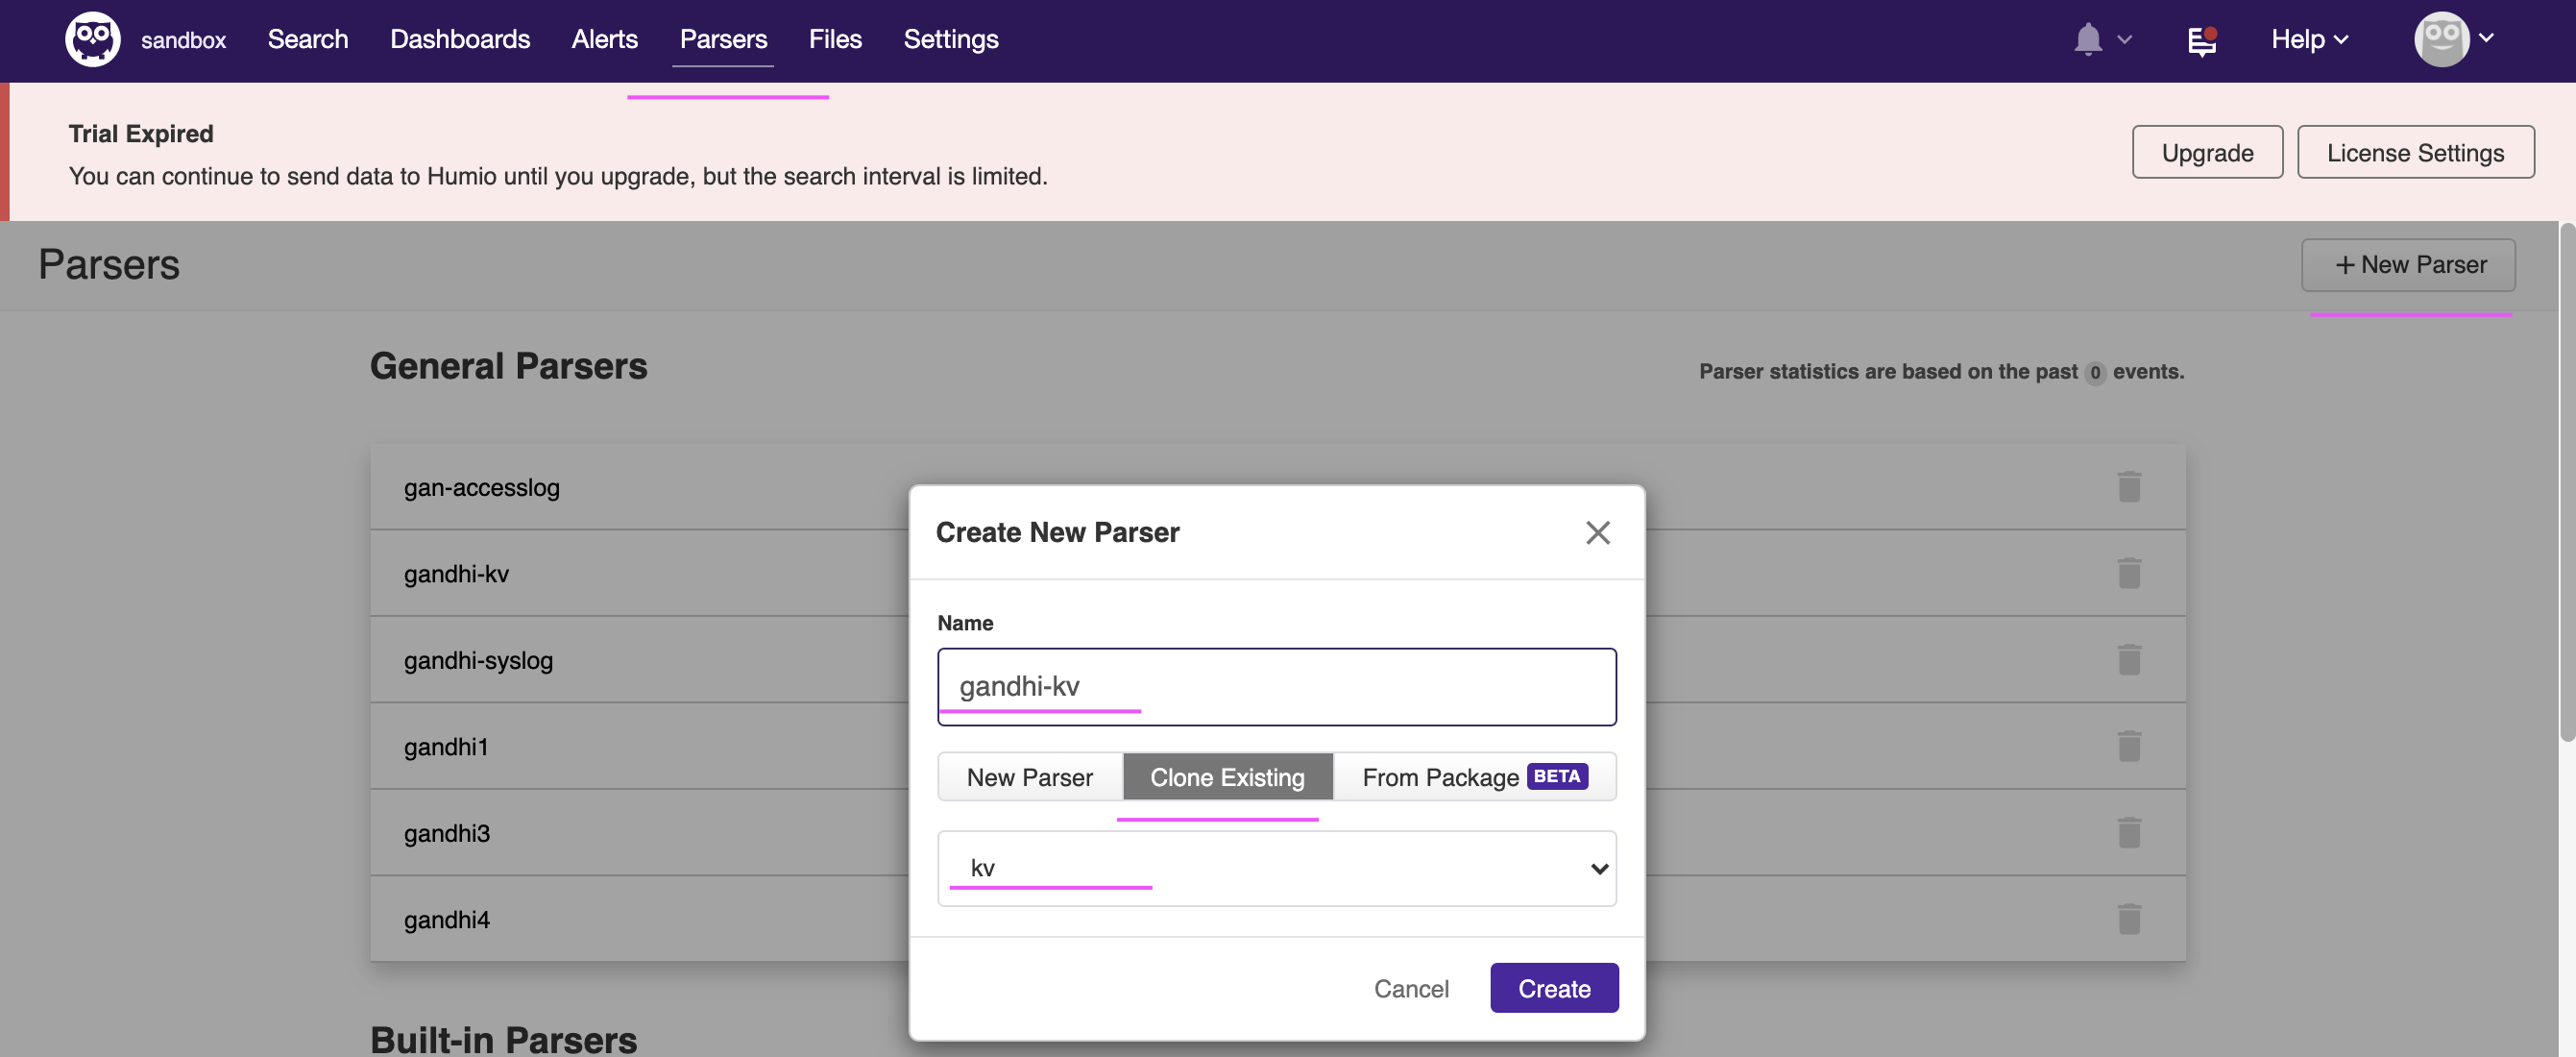 sandbox Search Dashboards Alerts Parsers Files Settings Help
Trial Expired
You can continue to send data to Humio until you upgrade, but the search interval is limited.
Upgrade
License Settings
Parsers
+ New Parser
General Parsers
Parser statistics are based on the past 0 events.
gan-accesslog
gandhi-kv
gandhi-syslog
gandhi1
gandhi3
gandhi4
Create New Parser
Name
gandhi-kv
New Parser Clone Existing From Package BETA
kv
Cancel Create
Built-in Parsers